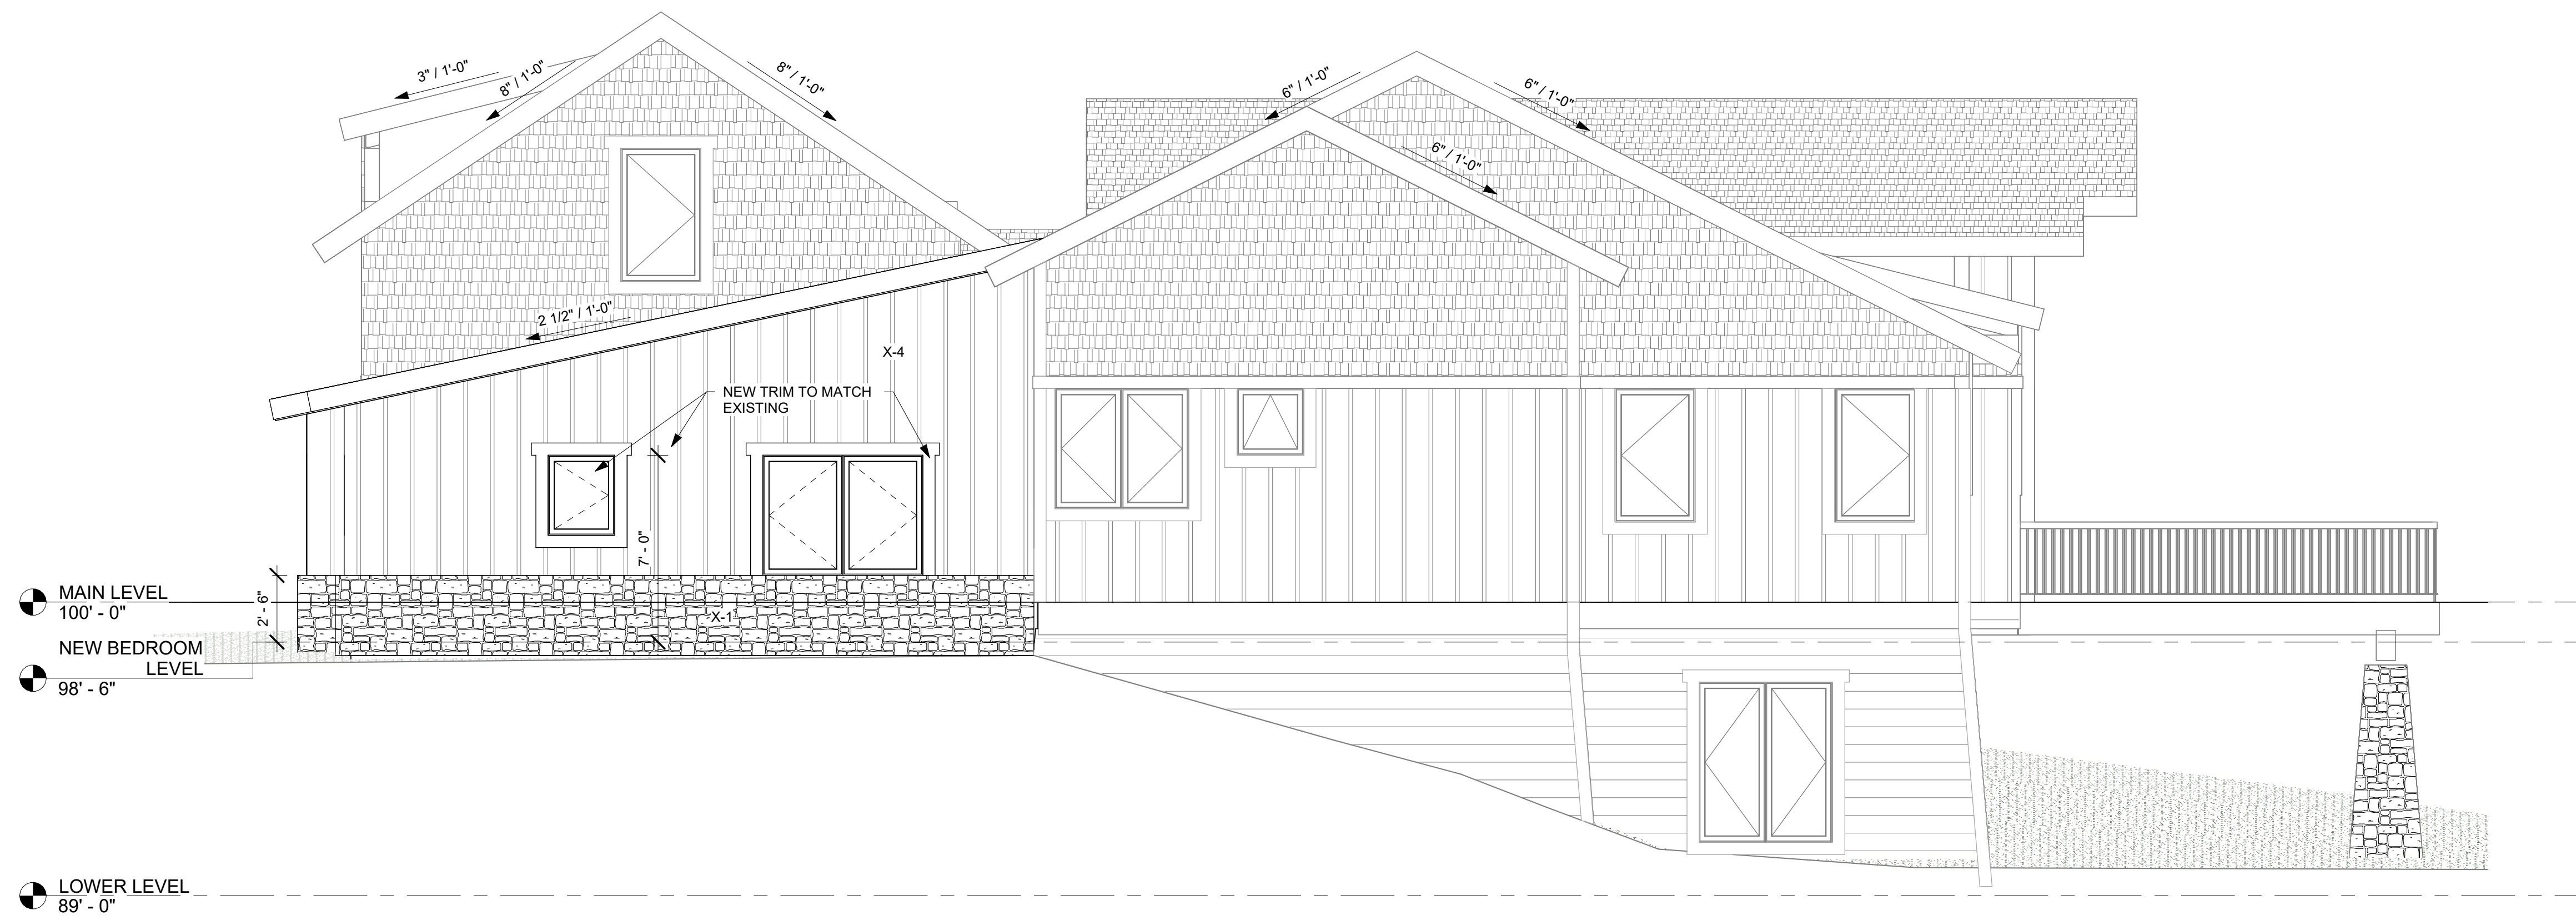 3" / 1'-0"
8" / 1'-0"
8" / 1'-0"
6" / 1'-0"
6" / 1'-0"
6" / 1'-0"
2 1/2" / 1'-0"
X-4
NEW TRIM TO MATCH
EXISTING
7' - 0"
2' - 6"
X-1
MAIN LEVEL
100' - 0"
NEW BEDROOM
LEVEL
98' - 6"
LOWER LEVEL
89' - 0"